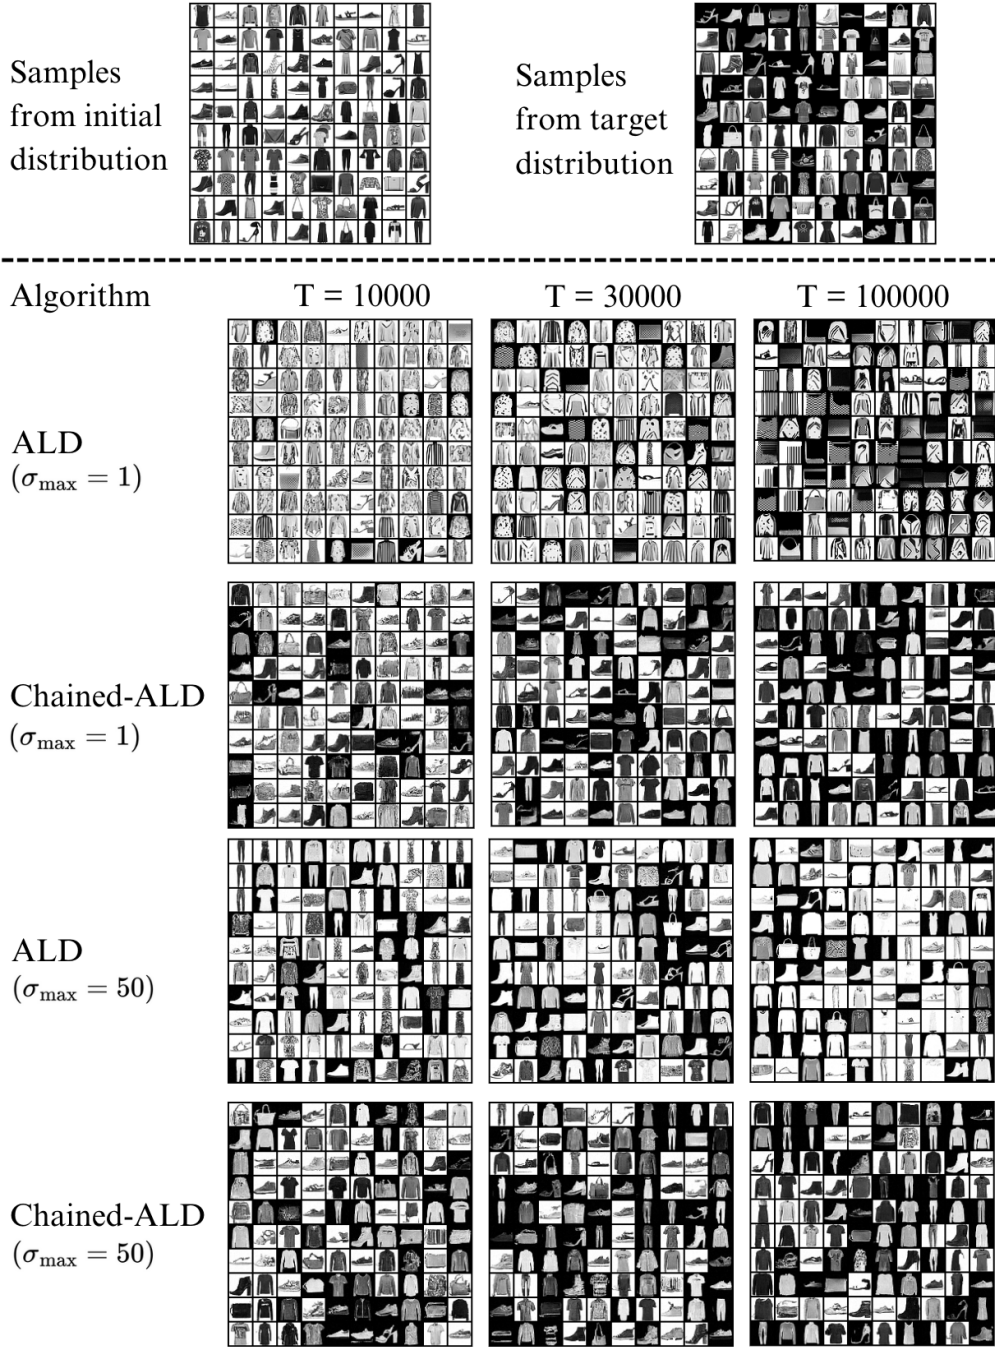 Samples
from initial
distribution
Samples
from target
distribution
Algorithm
T = 10000
T = 30000
T = 100000
ALD
(σmax = 1)
Chained-ALD
(σmax = 1)
ALD
(σmax = 50)
Chained-ALD
(σmax = 50)